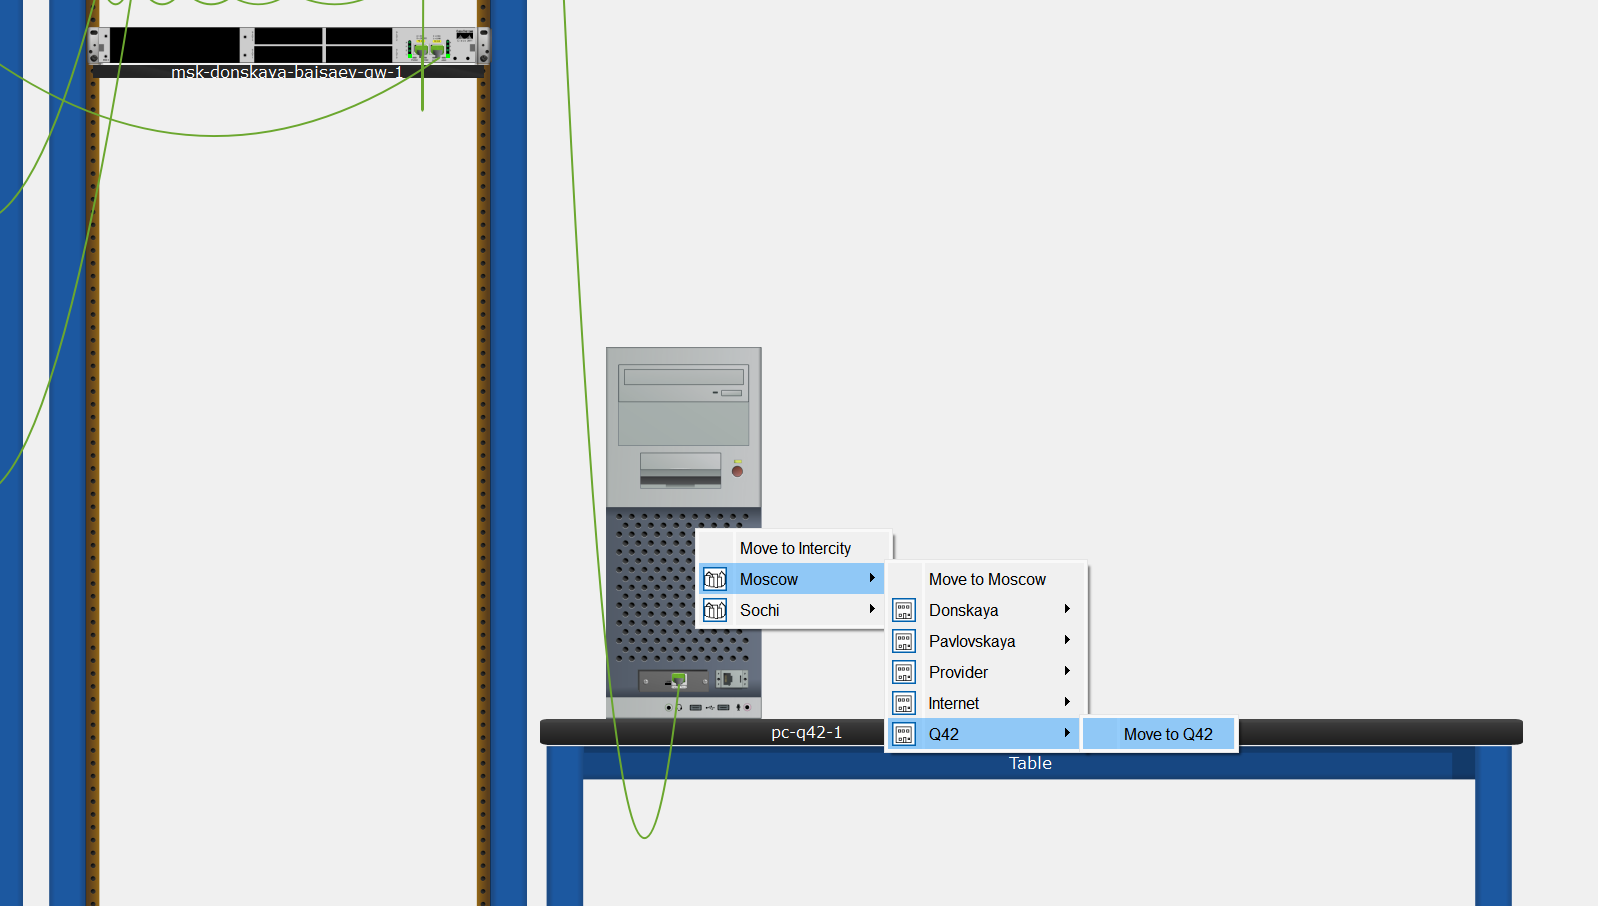 msk-donskaya-baisaev-gw-1
Move to Intercity
Moscow
Sochi
Move to Moscow
Donskaya
Pavlovskaya
Provider
Internet
Q42
Move to Q42
pc-q42-1
Table